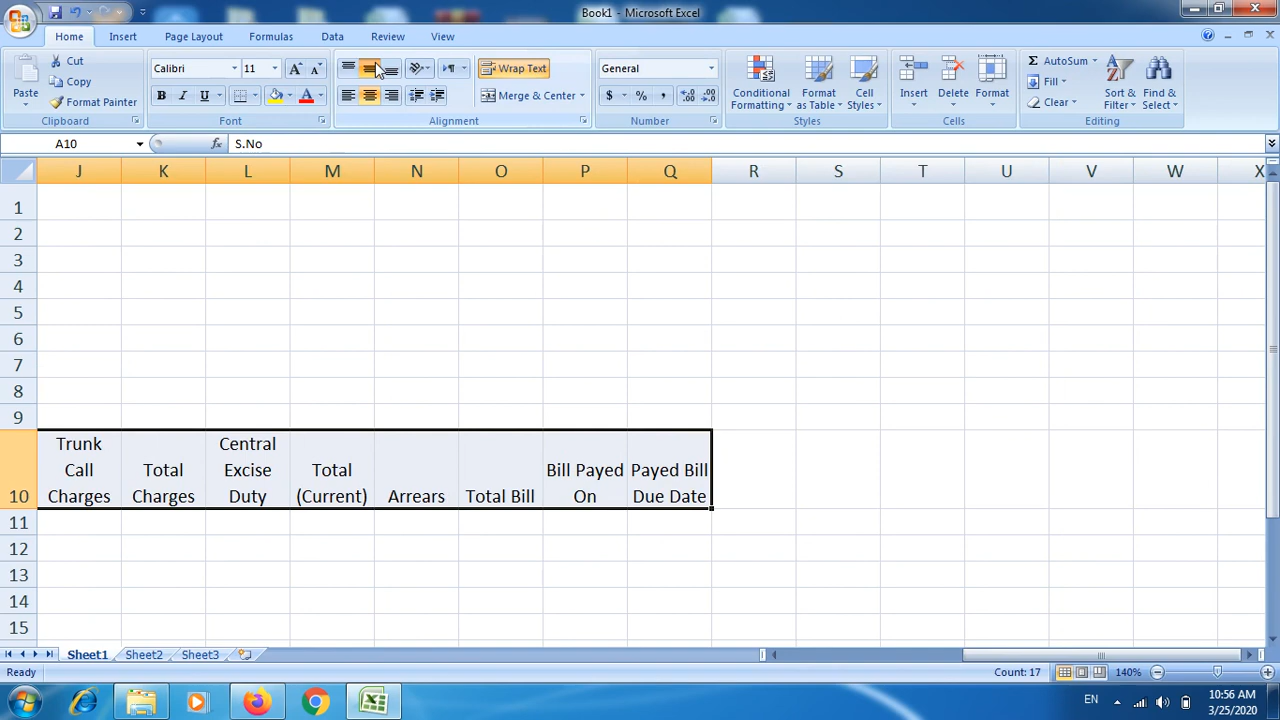 Book1 - Microsoft Excel
Home Insert Page Layout Formulas Data Review View
Paste
Cut
Copy
Format Painter
Clipboard
Calibri 11
B I U
Font
Wrap Text
Merge & Center
Alignment
General
$ % ,
Number
Conditional Formatting
Format as Table
Cell Styles
Styles
Insert
Delete
Format
Cells
Σ AutoSum
Fill
Clear
Sort & Filter
Find & Select
Editing
A10 fx S.No
J K L M N O P Q R S T U V W X
1
2
3
4
5
6
7
8
9
10
Trunk Call Charges
Total Charges
Central Excise Duty
Total (Current)
Arrears
Total Bill
Bill Payed On
Payed Bill Due Date
11
12
13
14
15
Sheet1 Sheet2 Sheet3
Ready Count: 17 140%
EN 10:56 AM
3/25/2020